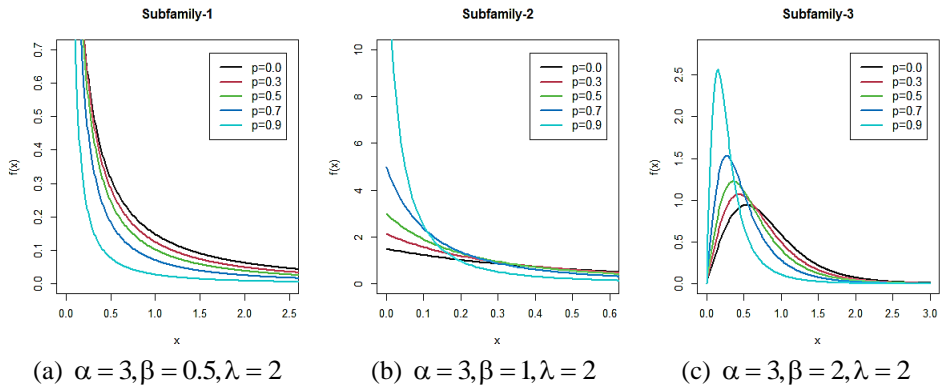 Subfamily-1
f(x)
0.0 0.1 0.2 0.3 0.4 0.5 0.6 0.7
p=0.0
p=0.3
p=0.5
p=0.7
p=0.9
0.0 0.5 1.0 1.5 2.0 2.5
x
(a) α = 3,β = 0.5,λ = 2
Subfamily-2
f(x)
0 2 4 6 8 10
p=0.0
p=0.3
p=0.5
p=0.7
p=0.9
0.0 0.1 0.2 0.3 0.4 0.5 0.6
x
(b) α = 3,β = 1,λ = 2
Subfamily-3
f(x)
0.0 0.5 1.0 1.5 2.0 2.5
p=0.0
p=0.3
p=0.5
p=0.7
p=0.9
0.0 0.5 1.0 1.5 2.0 2.5 3.0
x
(c) α = 3,β = 2,λ = 2